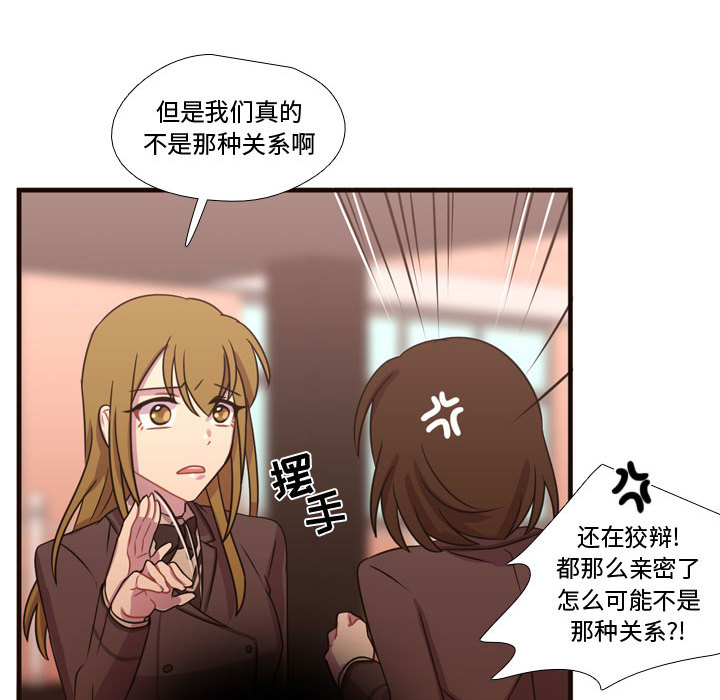 但是我们真的
不是那种关系啊
摆手
还在狡辩!
都那么亲密了
怎么可能不是
那种关系?!